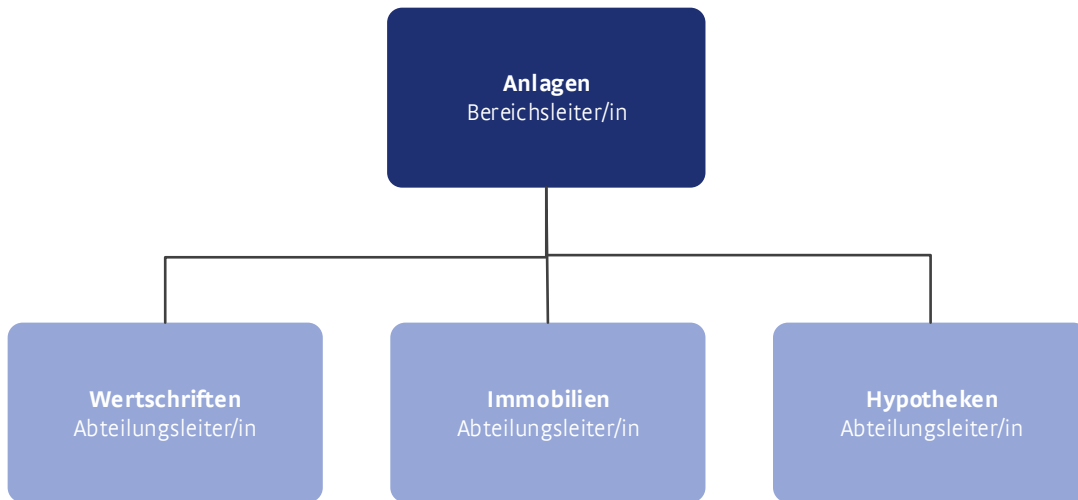 Anlagen
Bereichsleiter/in
Wertschriften
Abteilungsleiter/in
Immobilien
Abteilungsleiter/in
Hypotheken
Abteilungsleiter/in